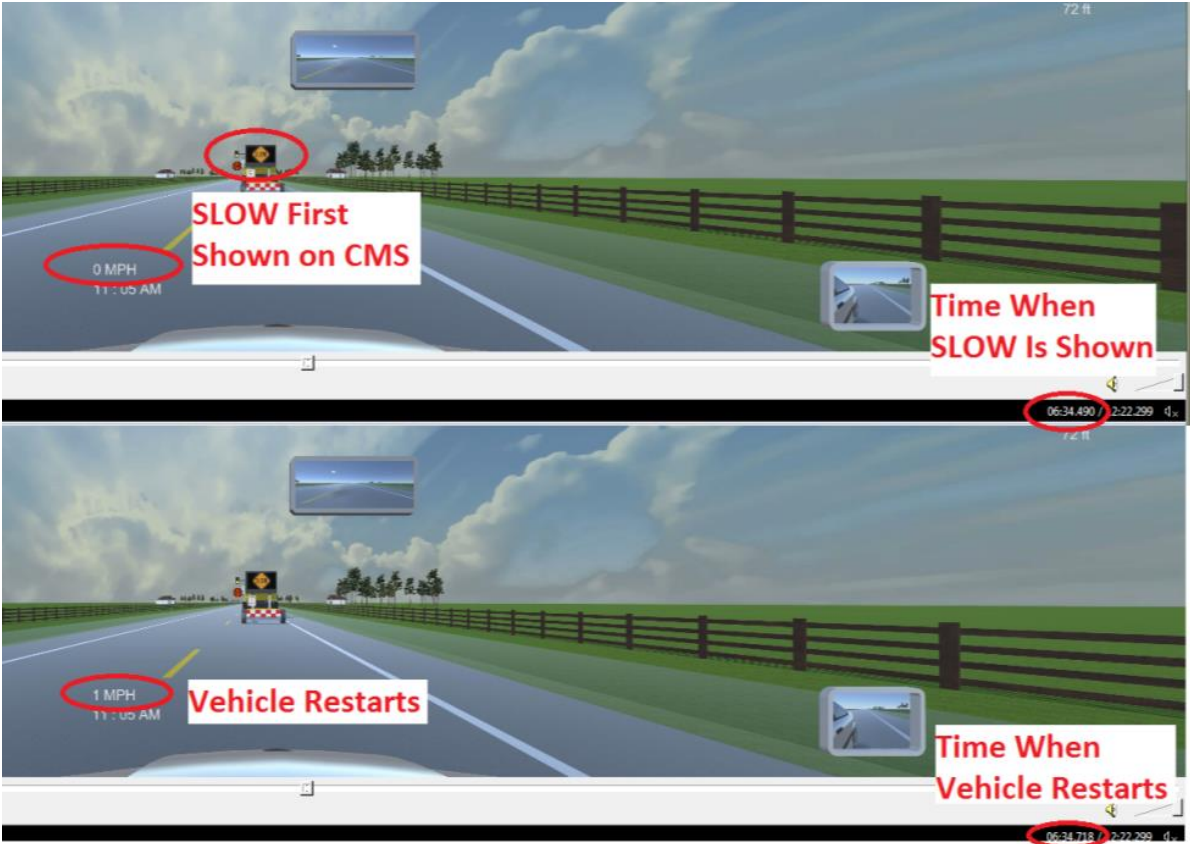 72 ft
SLOW
SLOW First
Shown on CMS
0 MPH
11 : 05 AM
Time When
SLOW Is Shown
06:34.490 / 2:22.299
72 ft
SLOW
1 MPH
Vehicle Restarts
11 : 05 AM
Time When
Vehicle Restarts
06:34.718 / 2:22.299